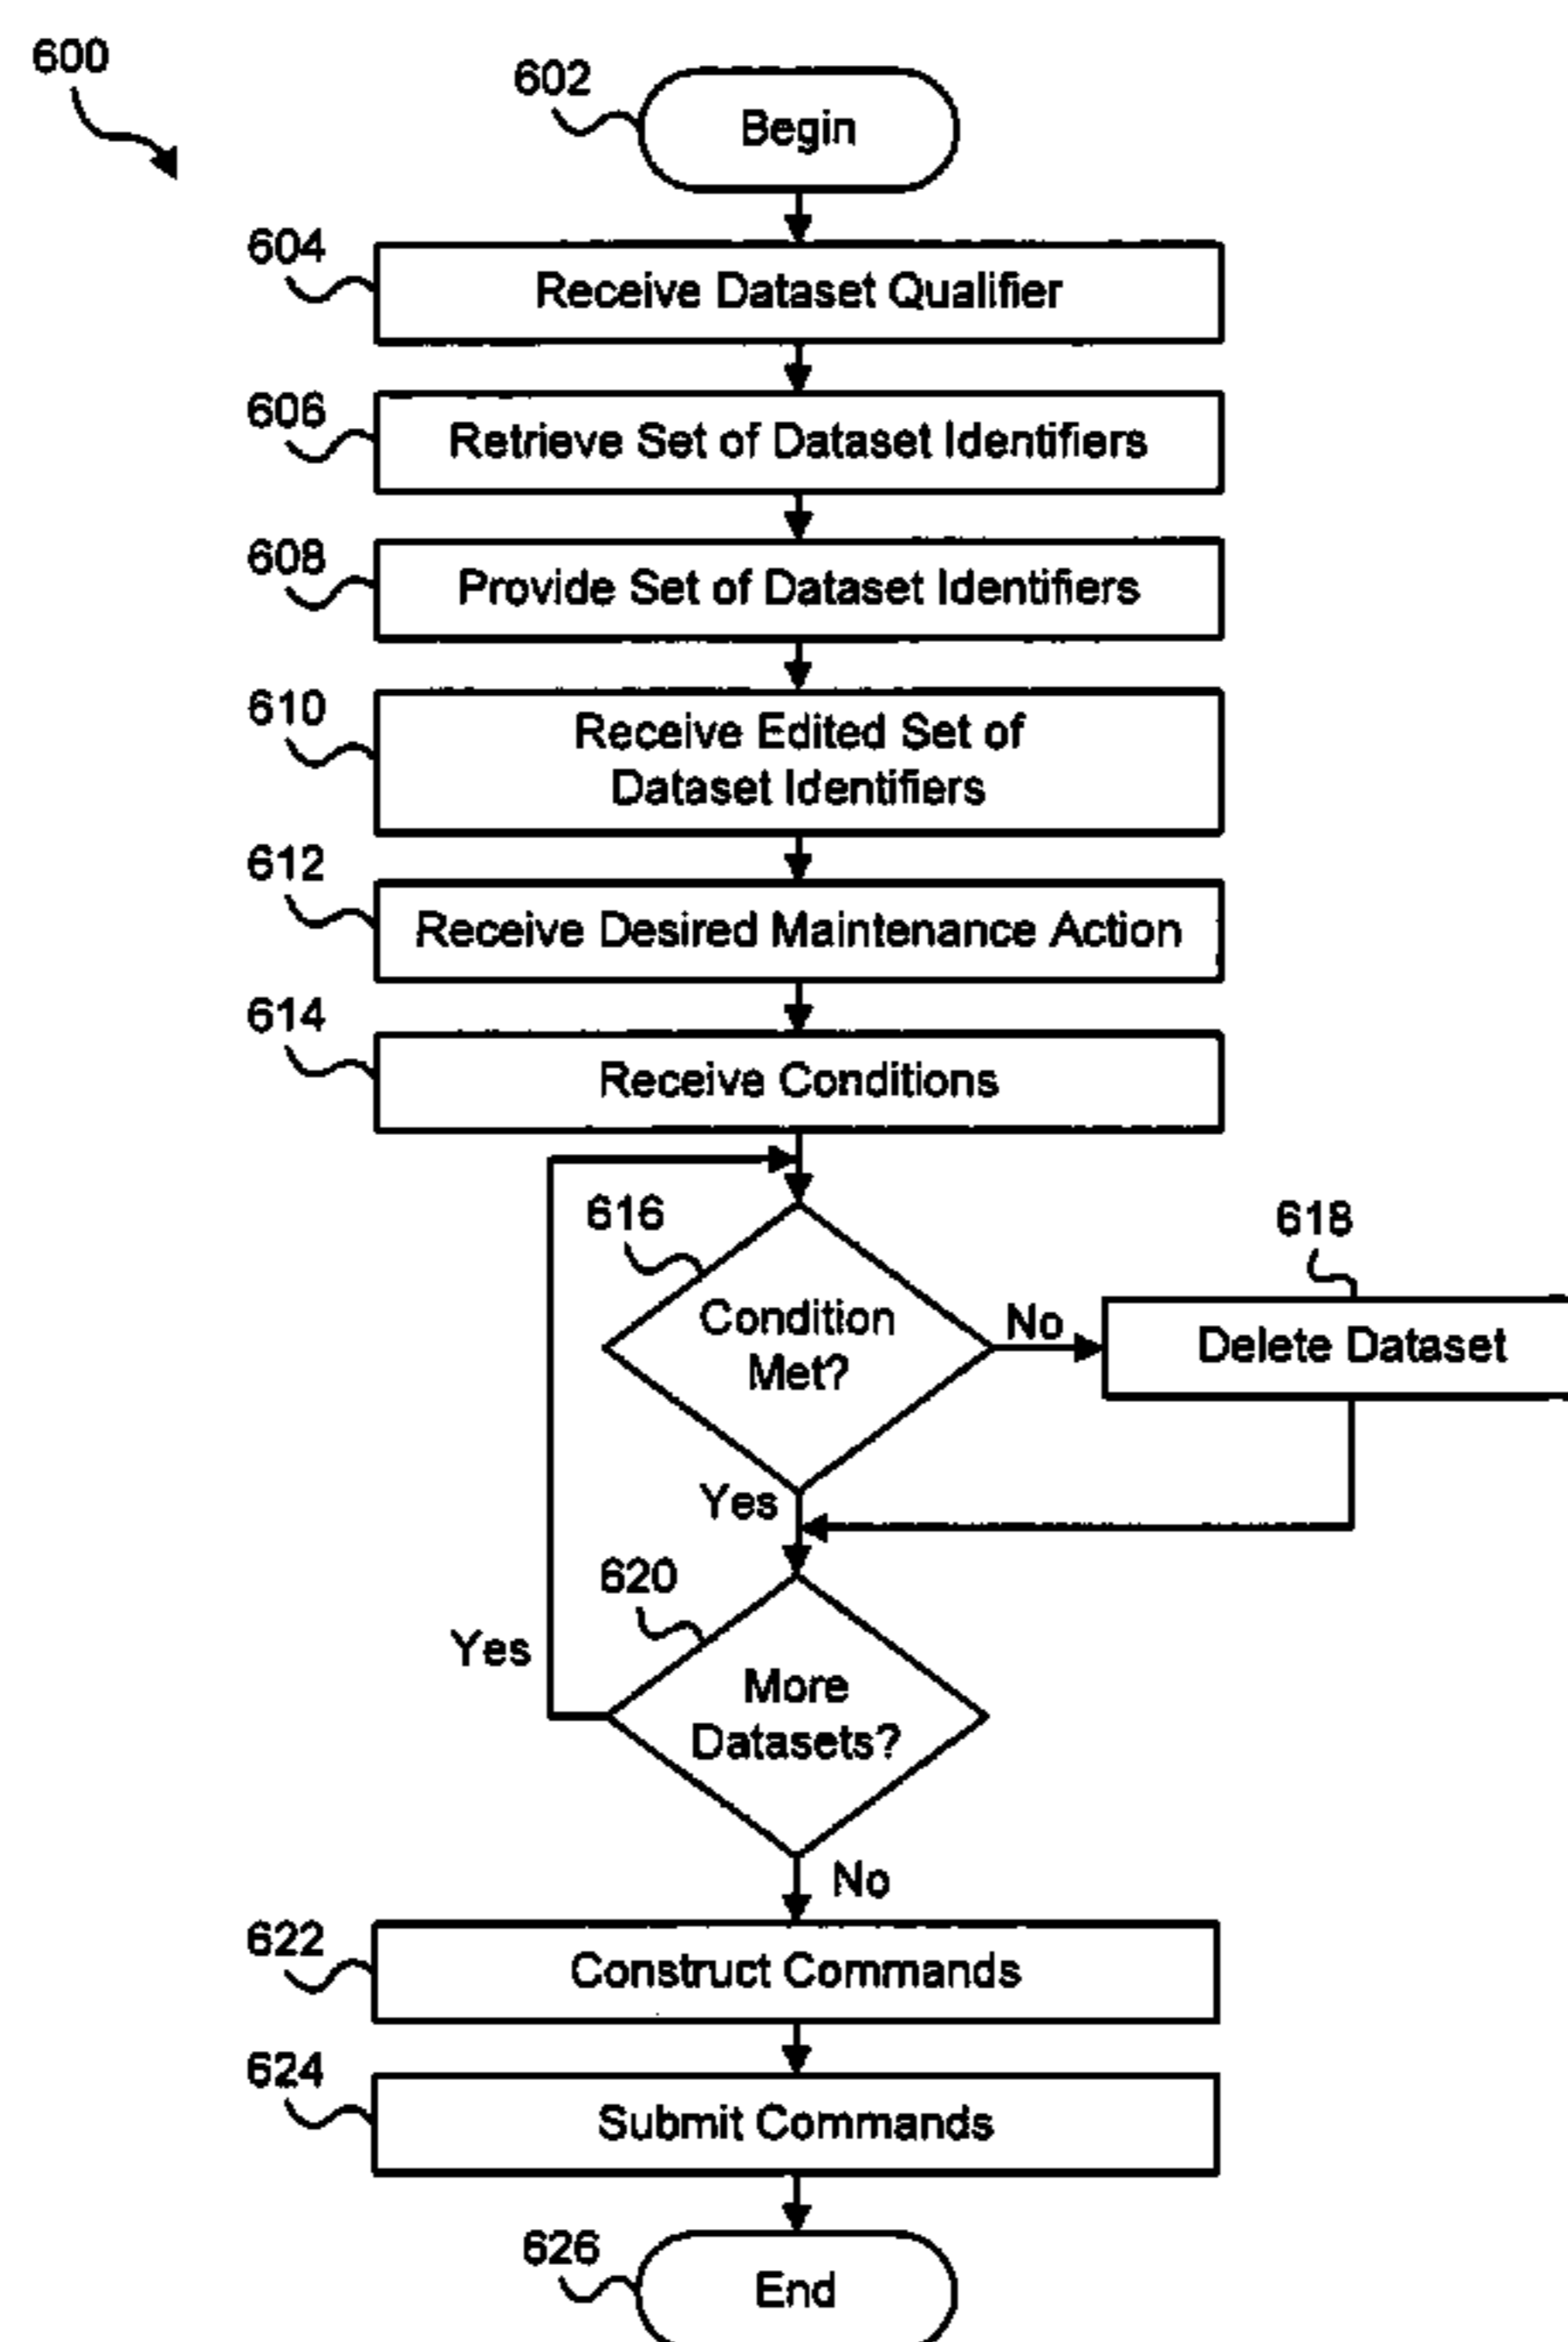 600
602
Begin
604
Receive Dataset Qualifier
606
Retrieve Set of Dataset Identifiers
608
Provide Set of Dataset Identifiers
610
Receive Edited Set of
Dataset Identifiers
612
Receive Desired Maintenance Action
614
Receive Conditions
616
Condition
Met?
No
618
Delete Dataset
Yes
620
More
Datasets?
Yes
No
622
Construct Commands
624
Submit Commands
626
End